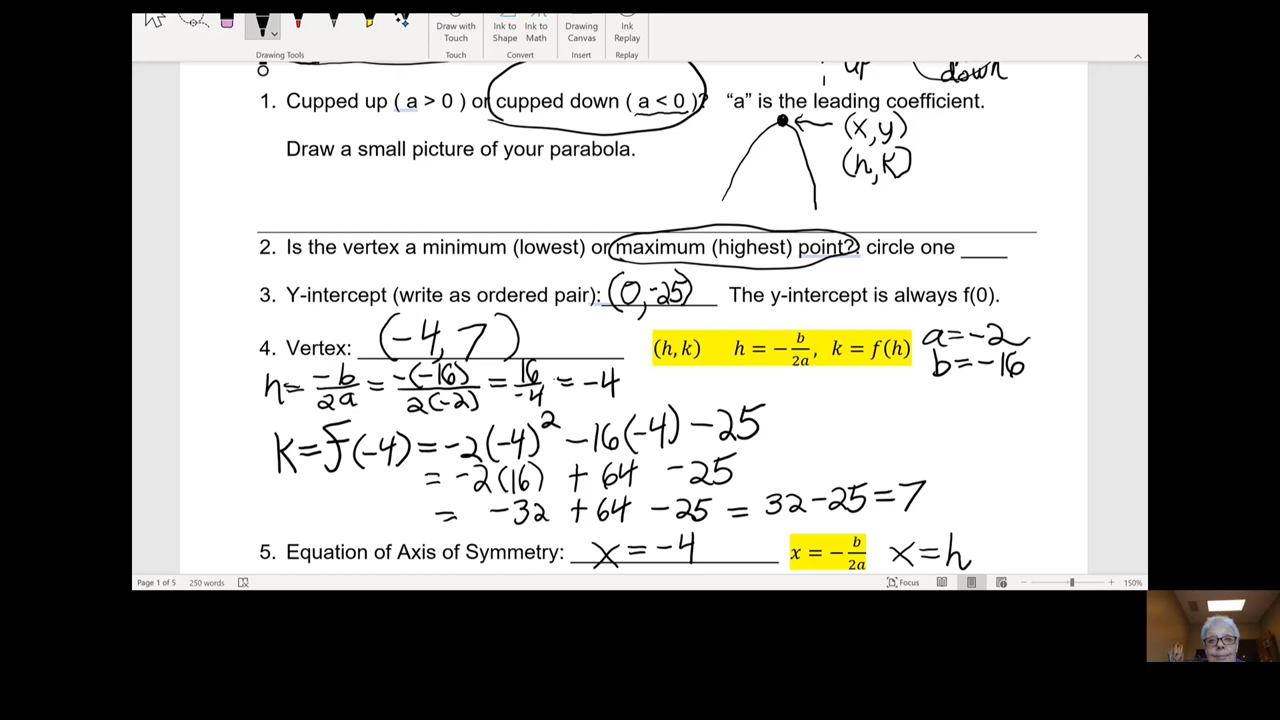 Draw with Touch
Ink to Shape
Ink to Math
Drawing Canvas
Ink Replay
Drawing Tools
Touch
Convert
Insert
Replay
up
down
1. Cupped up ( a > 0 ) or cupped down ( a < 0 )? “a” is the leading coefficient.
(x,y)
Draw a small picture of your parabola.
(h,k)
2. Is the vertex a minimum (lowest) or maximum (highest) point?. circle one ____
3. Y-intercept (write as ordered pair): (0,-25) The y-intercept is always f(0).
4. Vertex: (-4,7) (h, k) h = − b/2a, k = f(h) a=-2
b=-16
h= -b/2a = -(-16)/2(-2) = 16/-4 = -4
K=f(-4) = -2(-4)² -16(-4) -25
= -2(16) + 64 -25
= -32 +64 -25 = 32-25=7
5. Equation of Axis of Symmetry: x=-4 x = − b/2a x=h
Page 1 of 5 250 words Focus 150%